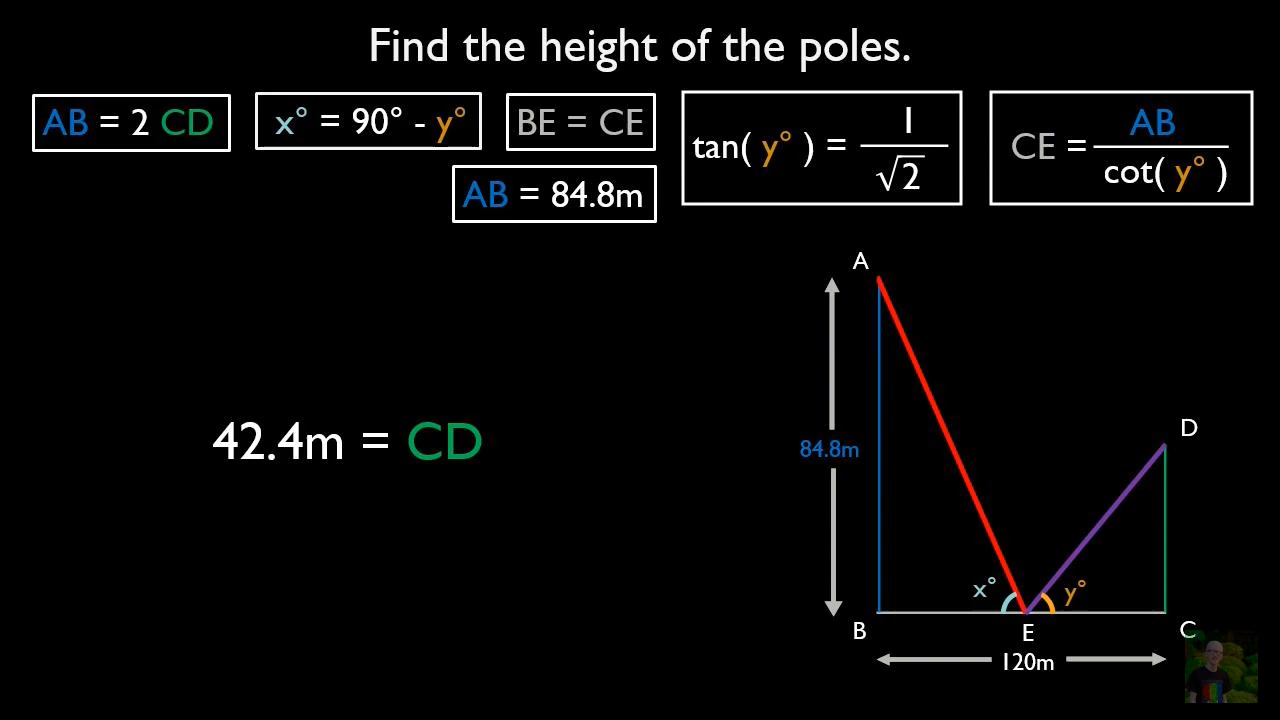 Find the height of the poles.
AB = 2 CD
x° = 90° - y°
BE = CE
tan( y° ) = 1/√2
CE = AB/cot( y° )
AB = 84.8m
42.4m = CD
A
D
84.8m
x°
y°
B
E
C
120m